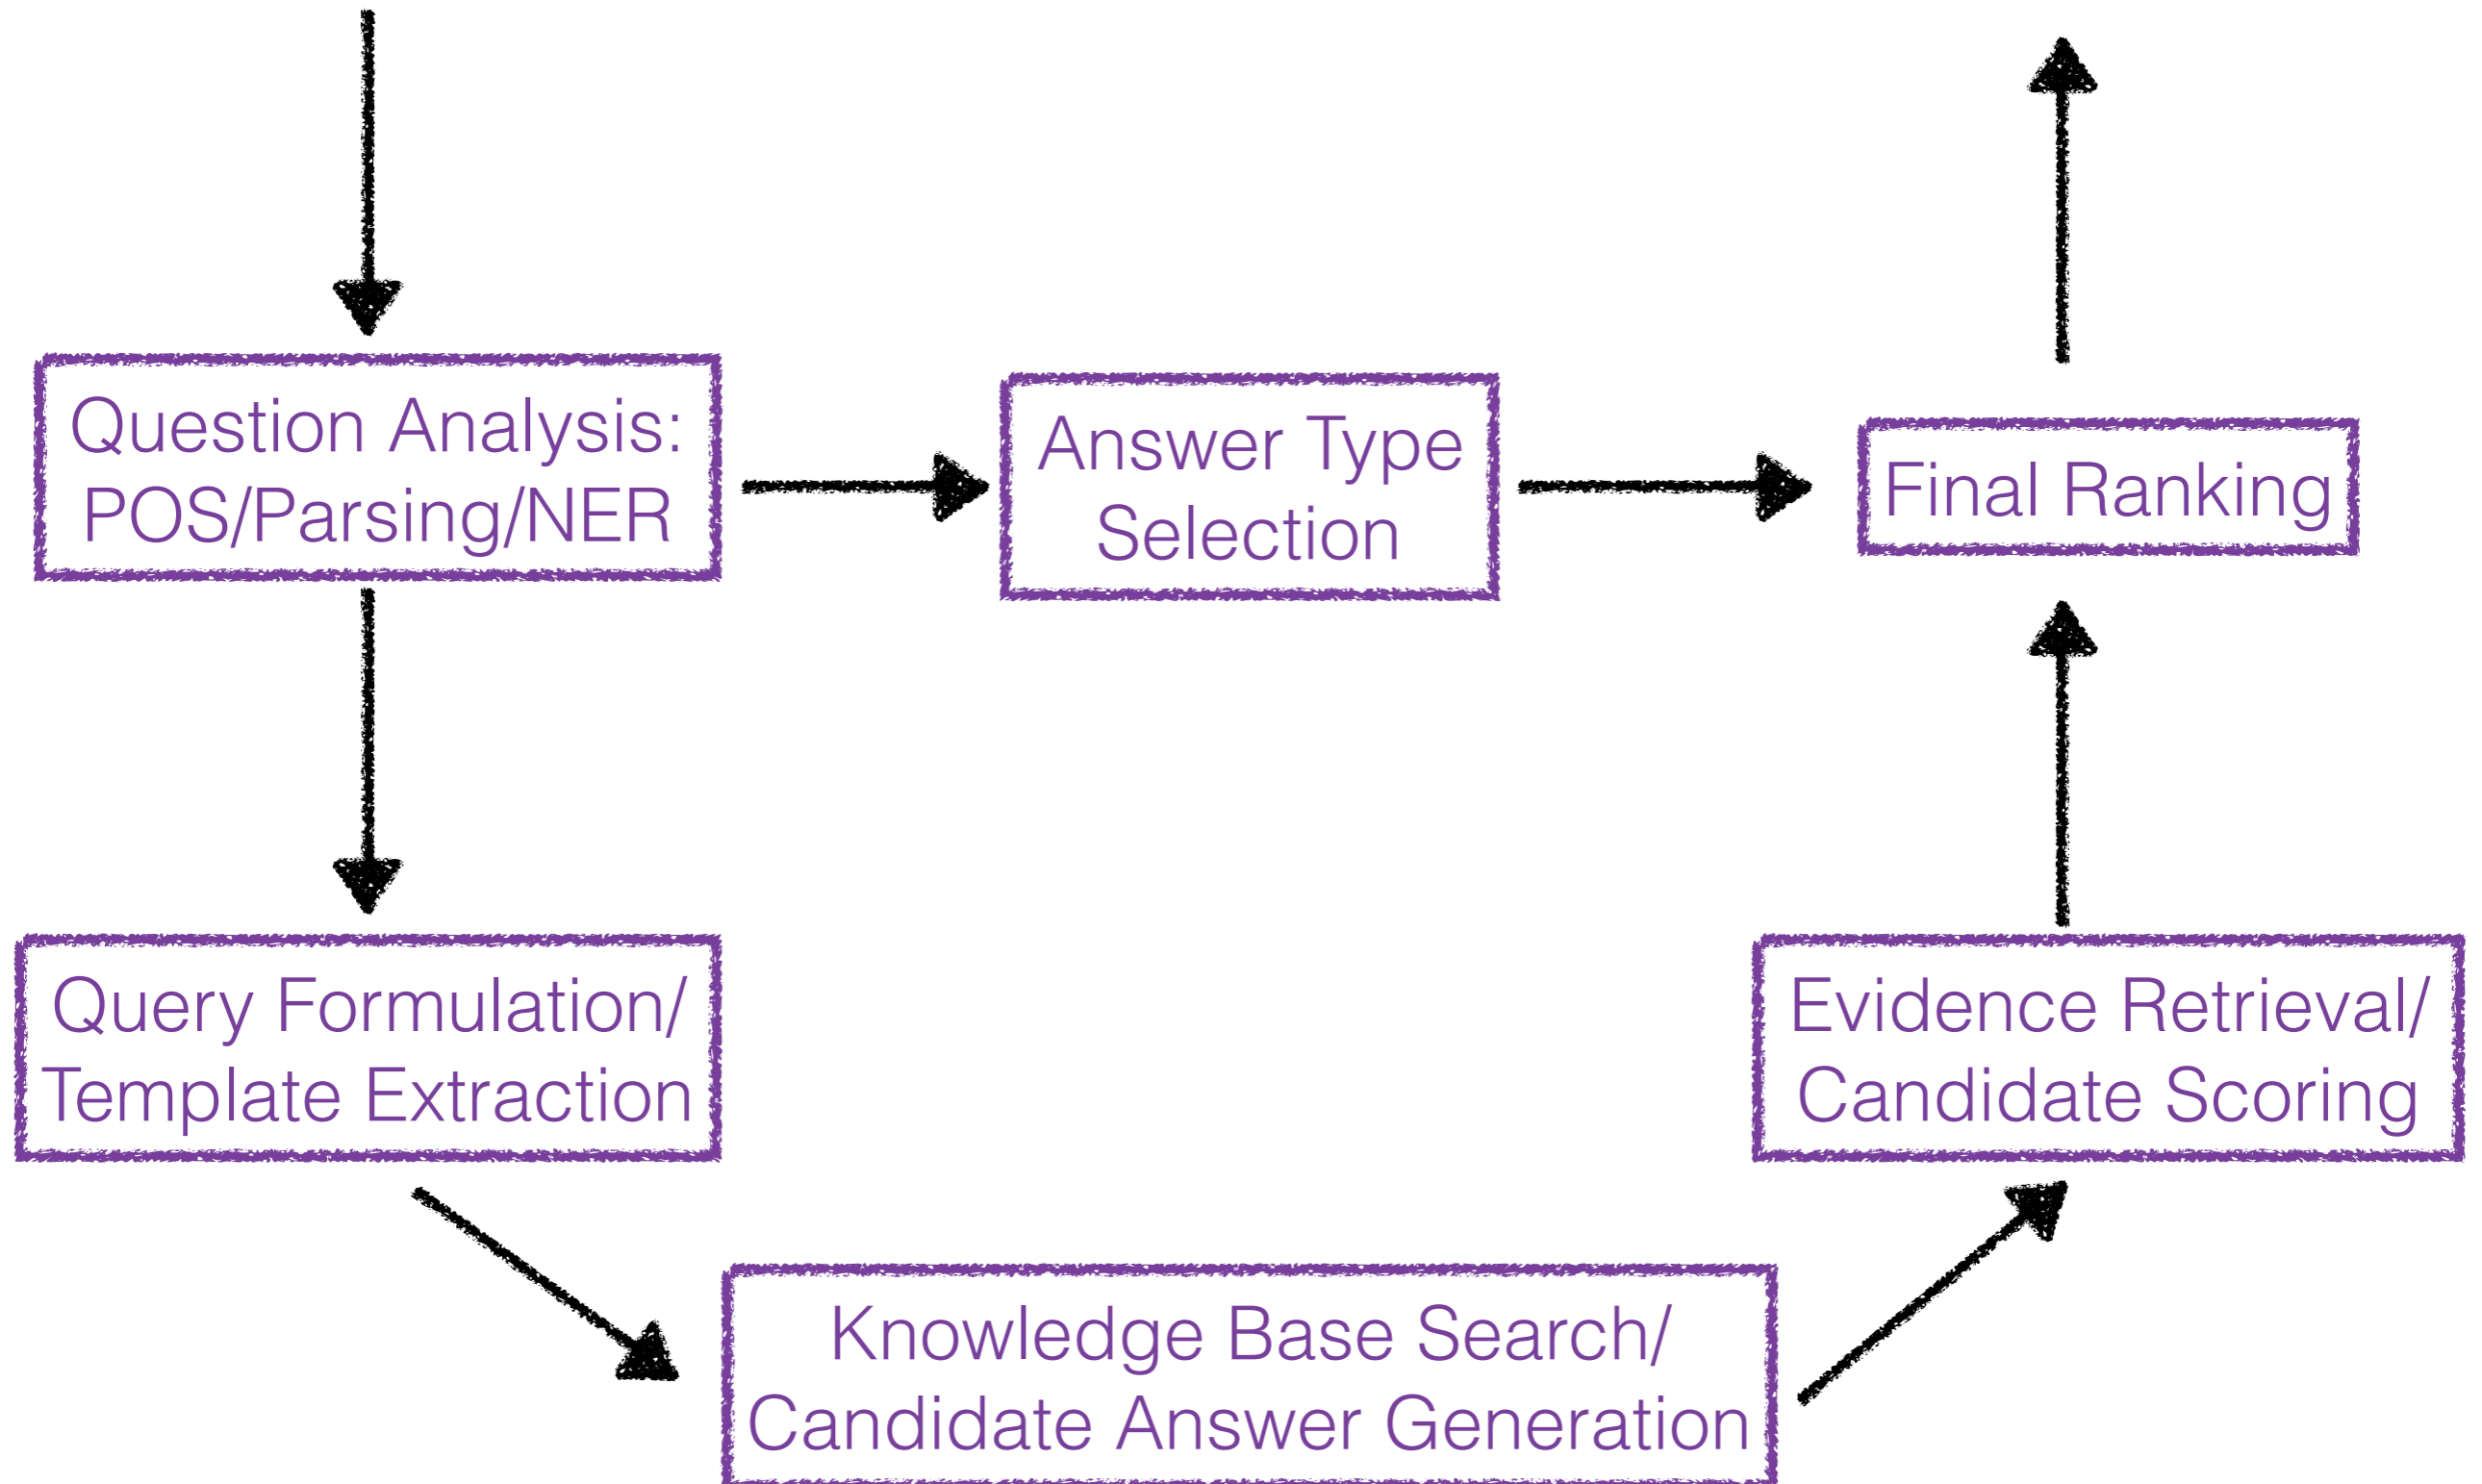 Question Analysis:
POS/Parsing/NER
Answer Type
Selection
Final Ranking
Query Formulation/
Template Extraction
Evidence Retrieval/
Candidate Scoring
Knowledge Base Search/
Candidate Answer Generation